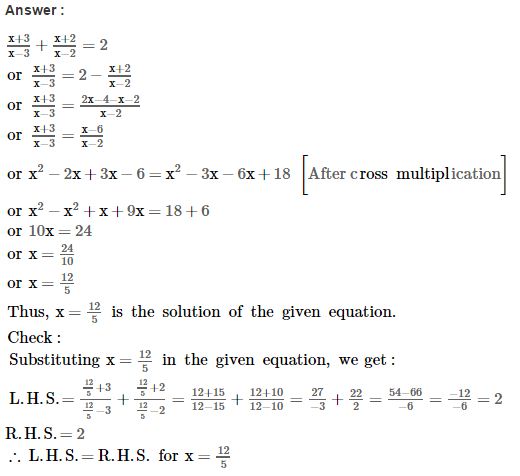 Answer :
(x+3)/(x−3) + (x+2)/(x−2) = 2
or (x+3)/(x−3) = 2 − (x+2)/(x−2)
or (x+3)/(x−3) = (2x−4−x−2)/(x−2)
or (x+3)/(x−3) = (x−6)/(x−2)
or x² − 2x + 3x − 6 = x² − 3x − 6x + 18 [After cross multiplication]
or x² − x² + x + 9x = 18 + 6
or 10x = 24
or x = 24/10
or x = 12/5
Thus, x = 12/5 is the solution of the given equation.
Check :
Substituting x = 12/5 in the given equation, we get :
L.H.S. = (12/5+3)/(12/5−3) + (12/5+2)/(12/5−2) = (12+15)/(12−15) + (12+10)/(12−10) = 27/−3 + 22/2 = (54−66)/−6 = −12/−6 = 2
R.H.S. = 2
∴ L.H.S. = R.H.S. for x = 12/5